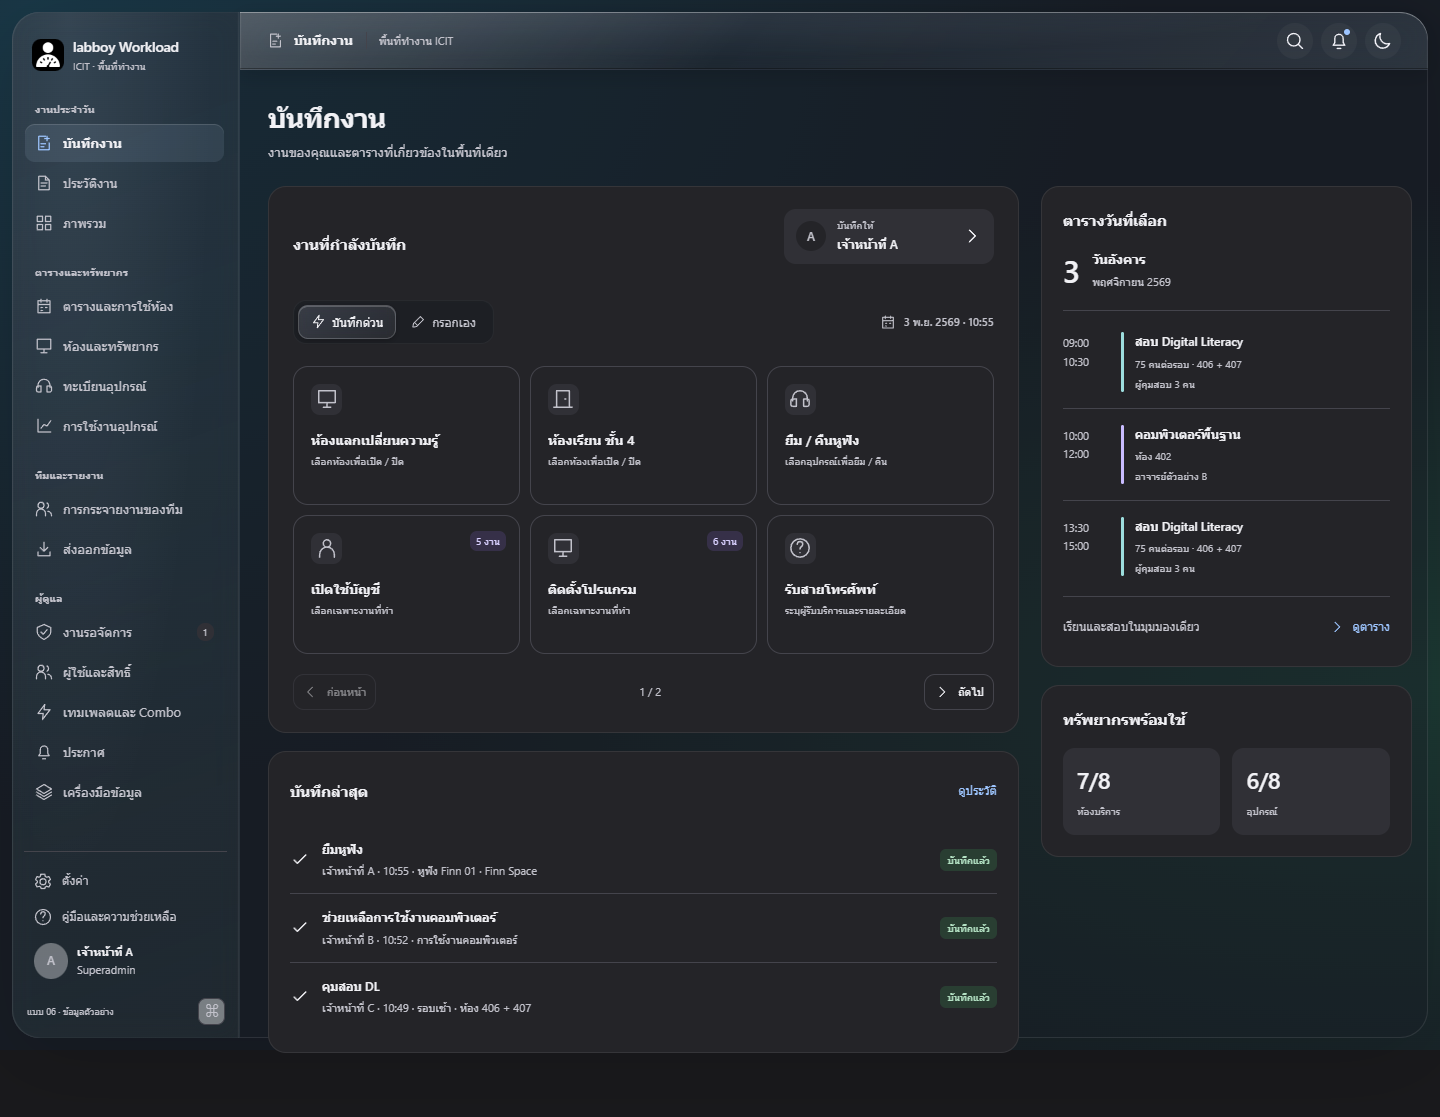 labboy Workload
ICIT · พื้นที่ทำงาน
งานประจำวัน
บันทึกงาน
ประวัติงาน
ภาพรวม
ตารางและทรัพยากร
ตารางและการใช้ห้อง
ห้องและทรัพยากร
ทะเบียนอุปกรณ์
การใช้งานอุปกรณ์
ทีมและรายงาน
การกระจายงานของทีม
ส่งออกข้อมูล
ผู้ดูแล
งานรอจัดการ
1
ผู้ใช้และสิทธิ์
เทมเพลตและ Combo
ประกาศ
เครื่องมือข้อมูล
ตั้งค่า
คู่มือและความช่วยเหลือ
A
เจ้าหน้าที่ A
Superadmin
แบบ 06 · ข้อมูลตัวอย่าง
บันทึกงาน
พื้นที่ทำงาน ICIT
บันทึกงาน
งานของคุณและตารางที่เกี่ยวข้องในพื้นที่เดียว
งานที่กำลังบันทึก
A
บันทึกให้
เจ้าหน้าที่ A
บันทึกด่วน
กรอกเอง
3 พ.ย. 2569 · 10:55
ห้องแลกเปลี่ยนความรู้
เลือกห้องเพื่อเปิด / ปิด
ห้องเรียน ชั้น 4
เลือกห้องเพื่อเปิด / ปิด
ยืม / คืนหูฟัง
เลือกอุปกรณ์เพื่อยืม / คืน
5 งาน
เปิดใช้บัญชี
เลือกเฉพาะงานที่ทำ
6 งาน
ติดตั้งโปรแกรม
เลือกเฉพาะงานที่ทำ
รับสายโทรศัพท์
ระบุผู้รับบริการและรายละเอียด
ก่อนหน้า
1 / 2
ถัดไป
บันทึกล่าสุด
ดูประวัติ
ยืมหูฟัง
เจ้าหน้าที่ A · 10:55 · หูฟัง Finn 01 · Finn Space
บันทึกแล้ว
ช่วยเหลือการใช้งานคอมพิวเตอร์
เจ้าหน้าที่ B · 10:52 · การใช้งานคอมพิวเตอร์
บันทึกแล้ว
คุมสอบ DL
เจ้าหน้าที่ C · 10:49 · รอบเช้า · ห้อง 406 + 407
บันทึกแล้ว
ตารางวันที่เลือก
3
วันอังคาร
พฤศจิกายน 2569
09:00
10:30
สอบ Digital Literacy
75 คนต่อรอบ · 406 + 407
ผู้คุมสอบ 3 คน
10:00
12:00
คอมพิวเตอร์พื้นฐาน
ห้อง 402
อาจารย์ตัวอย่าง B
13:30
15:00
สอบ Digital Literacy
75 คนต่อรอบ · 406 + 407
ผู้คุมสอบ 3 คน
เรียนและสอบในมุมมองเดียว
ดูตาราง
ทรัพยากรพร้อมใช้
7/8
ห้องบริการ
6/8
อุปกรณ์